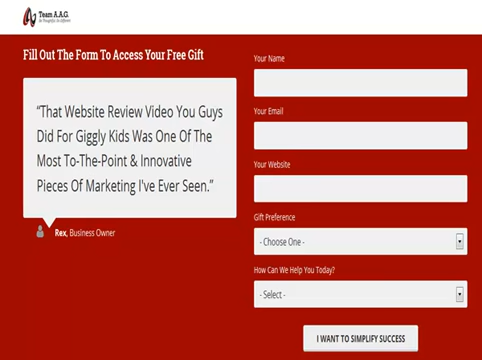 Team A.A.G.
Fill Out The Form To Access Your Free Gift
“That Website Review Video You Guys
Did For Giggly Kids Was One Of The
Most To-The-Point & Innovative
Pieces Of Marketing I've Ever Seen.”
Rex, Business Owner
Your Name
Your Email
Your Website
Gift Preference
- Choose One -
How Can We Help You Today?
- Select -
I WANT TO SIMPLIFY SUCCESS